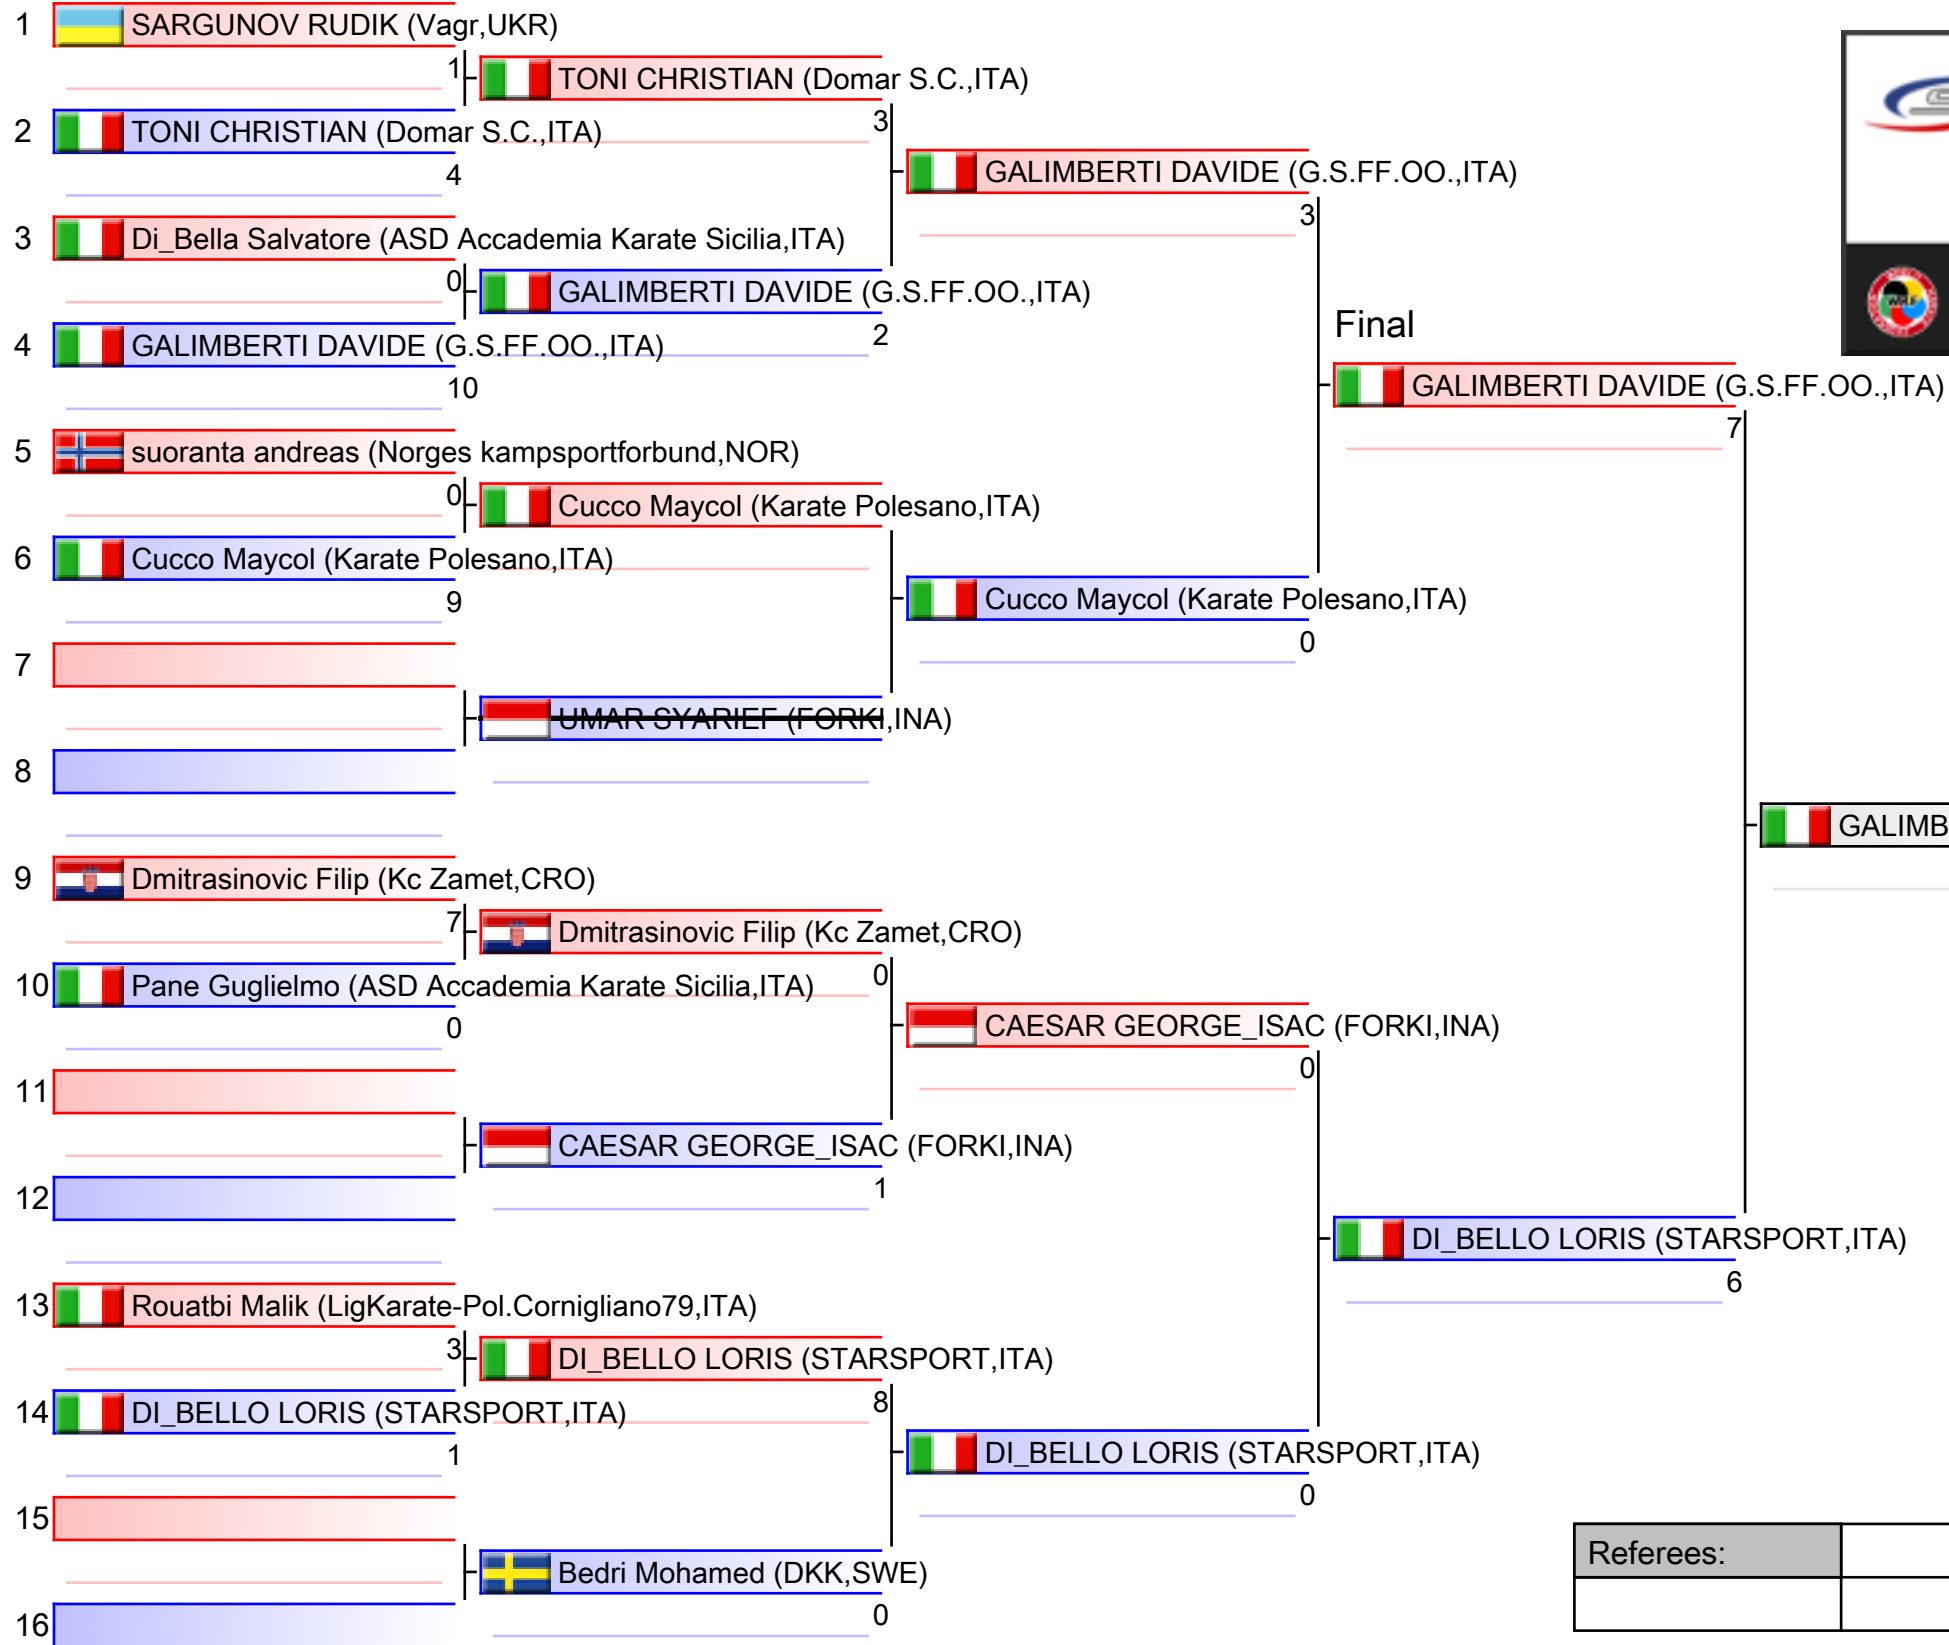 1 SARGUNOV RUDIK (Vagr,UKR)
1
TONI CHRISTIAN (Domar S.C.,ITA)
3
2 TONI CHRISTIAN (Domar S.C.,ITA)
4
GALIMBERTI DAVIDE (G.S.FF.OO.,ITA)
3
3 Di_Bella Salvatore (ASD Accademia Karate Sicilia,ITA)
0
GALIMBERTI DAVIDE (G.S.FF.OO.,ITA)
2
4 GALIMBERTI DAVIDE (G.S.FF.OO.,ITA)
10
Final
GALIMBERTI DAVIDE (G.S.FF.OO.,ITA)
7
5 suoranta andreas (Norges kampsportforbund,NOR)
0
Cucco Maycol (Karate Polesano,ITA)
6 Cucco Maycol (Karate Polesano,ITA)
9
Cucco Maycol (Karate Polesano,ITA)
0
7
UMAR SYARIEF (FORKI,INA)
8
GALIMB
9 Dmitrasinovic Filip (Kc Zamet,CRO)
7
Dmitrasinovic Filip (Kc Zamet,CRO)
0
10 Pane Guglielmo (ASD Accademia Karate Sicilia,ITA)
0
CAESAR GEORGE_ISAC (FORKI,INA)
0
11
CAESAR GEORGE_ISAC (FORKI,INA)
1
12
DI_BELLO LORIS (STARSPORT,ITA)
6
13 Rouatbi Malik (LigKarate-Pol.Cornigliano79,ITA)
3
DI_BELLO LORIS (STARSPORT,ITA)
8
14 DI_BELLO LORIS (STARSPORT,ITA)
1
DI_BELLO LORIS (STARSPORT,ITA)
0
15
Bedri Mohamed (DKK,SWE)
0
16
Referees: